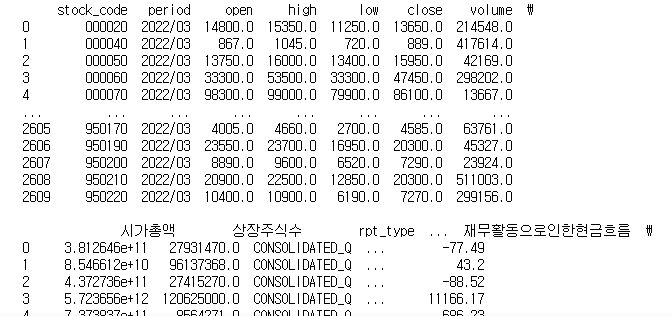 stock_code period open high low close volume \
0 000020 2022/03 14800.0 15350.0 11250.0 13650.0 214548.0
1 000040 2022/03 867.0 1045.0 720.0 889.0 417614.0
2 000050 2022/03 13750.0 16000.0 13400.0 15950.0 42169.0
3 000060 2022/03 33300.0 53500.0 33300.0 47450.0 298202.0
4 000070 2022/03 98300.0 99000.0 79900.0 86100.0 13667.0
... ... ... ... ... ... ... ...
2605 950170 2022/03 4005.0 4660.0 2700.0 4585.0 63761.0
2606 950190 2022/03 23550.0 23700.0 16950.0 20300.0 45327.0
2607 950200 2022/03 8890.0 9600.0 6520.0 7290.0 23924.0
2608 950210 2022/03 20900.0 22500.0 12850.0 20300.0 511003.0
2609 950220 2022/03 10400.0 10900.0 6190.0 7270.0 299156.0
시가총액 상장주식수 rpt_type ... 재무활동으로인한현금흐름 \
0 3.812646e+11 27931470.0 CONSOLIDATED_Q ... -77.49
1 8.546612e+10 96137368.0 CONSOLIDATED_Q ... 43.2
2 4.372736e+11 27415270.0 CONSOLIDATED_Q ... -88.52
3 5.723656e+12 120625000.0 CONSOLIDATED_Q ... 11166.17
4 7.373837e+11 8564271.0 CONSOLIDATED_Q ... 686.23